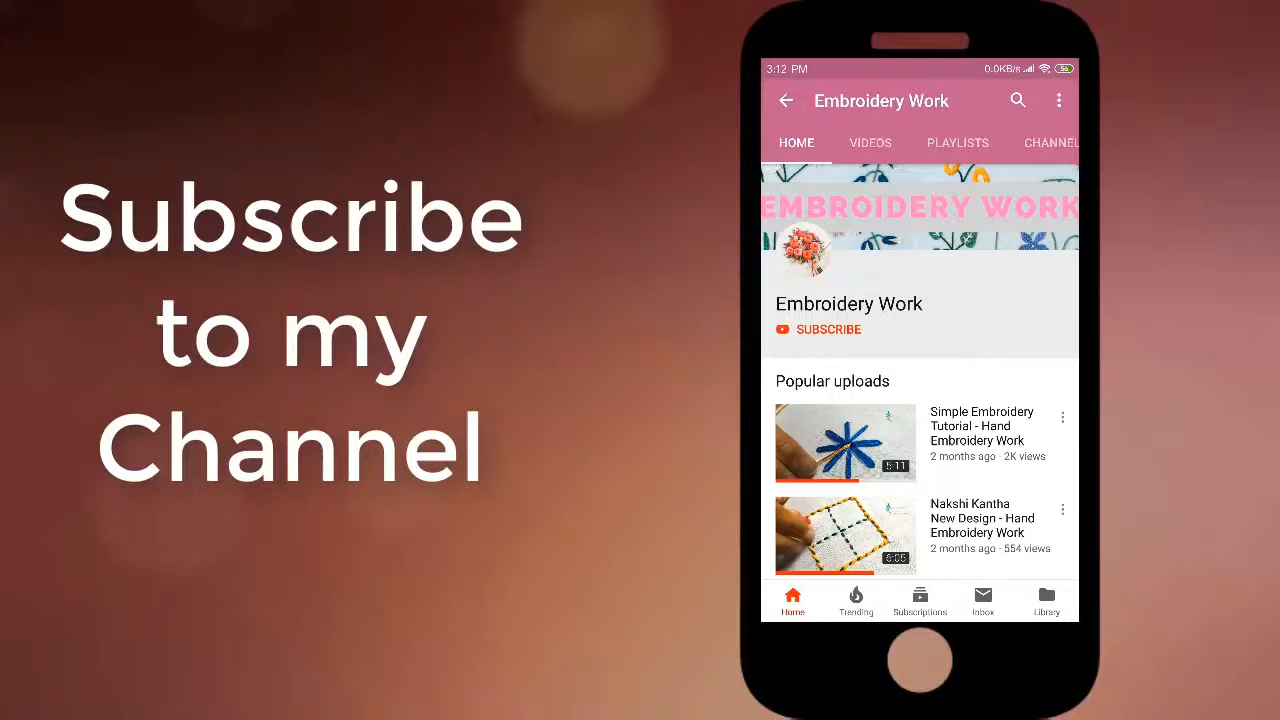 Subscribe
to my
Channel
3:12 PM
0.0KB/s
56
Embroidery Work
HOME
VIDEOS
PLAYLISTS
CHANNEL
EMBROIDERY WORK
Embroidery Work
SUBSCRIBE
Popular uploads
5:11
Simple Embroidery
Tutorial - Hand
Embroidery Work
2 months ago · 2K views
6:05
Nakshi Kantha
New Design - Hand
Embroidery Work
2 months ago · 554 views
Home
Trending
Subscriptions
Inbox
Library